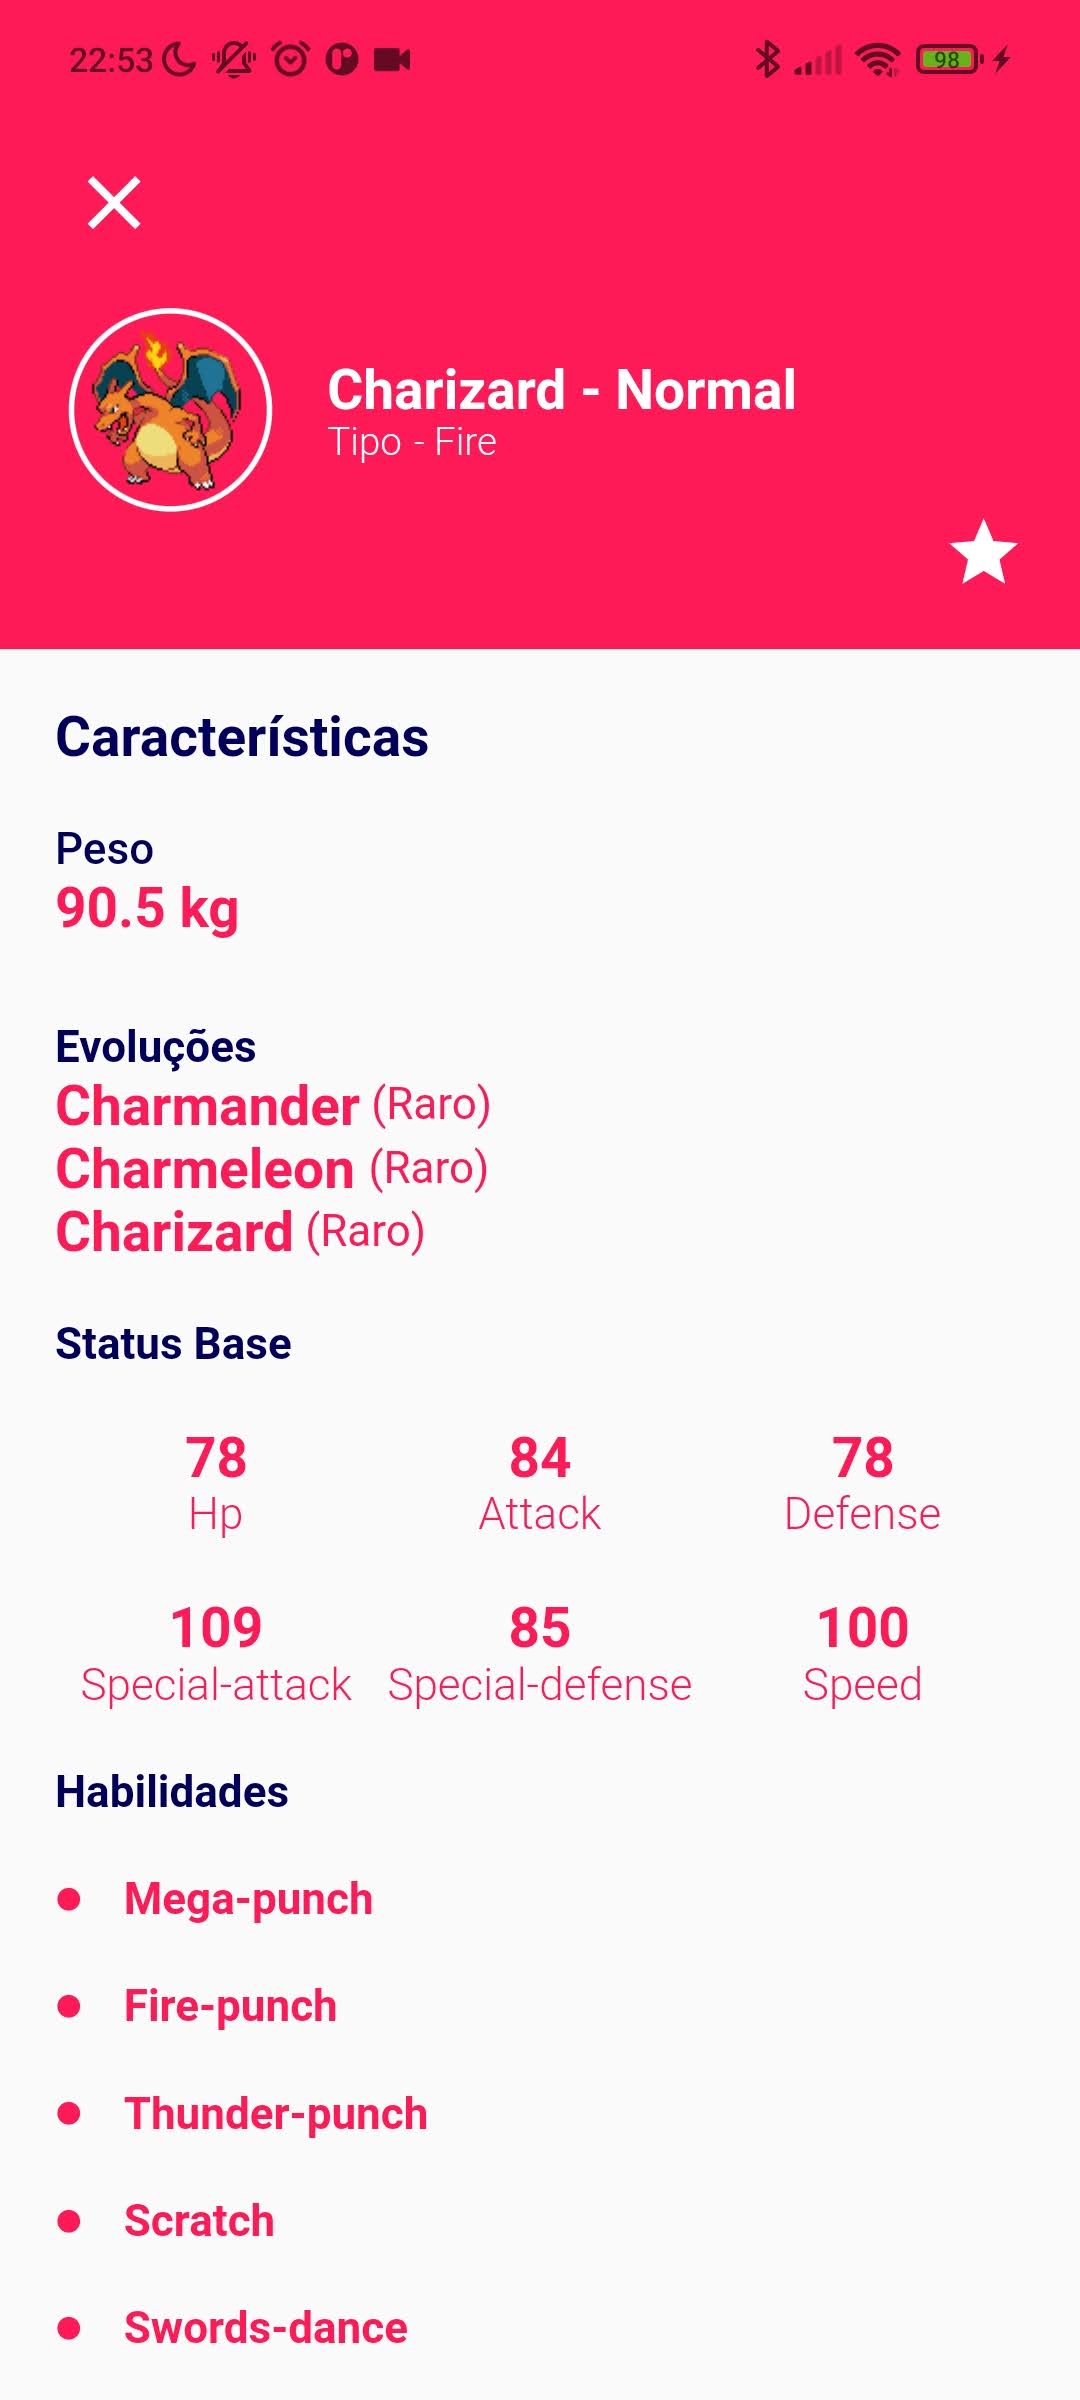 22:53
98
Charizard - Normal
Tipo - Fire
Características
Peso
90.5 kg
Evoluções
Charmander (Raro)
Charmeleon (Raro)
Charizard (Raro)
Status Base
78 84 78
Hp Attack Defense
109 85 100
Special-attack Special-defense Speed
Habilidades
Mega-punch
Fire-punch
Thunder-punch
Scratch
Swords-dance